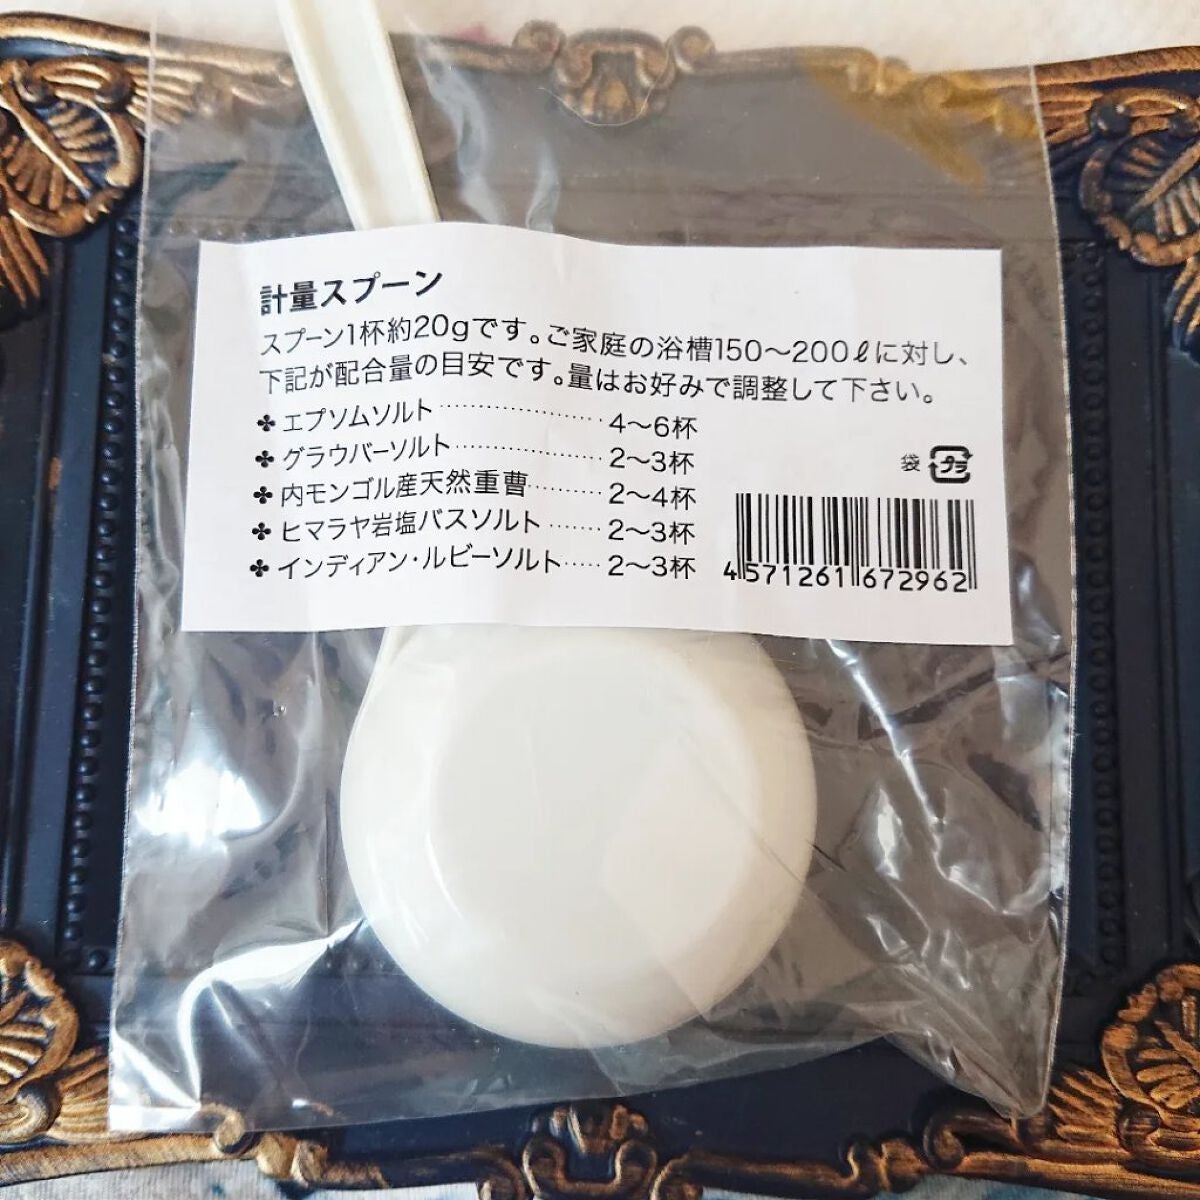 計量スプーン
スプーン1杯約20gです。ご家庭の浴槽150〜200ℓに対し、
下記が配合量の目安です。量はお好みで調整して下さい。
✤ エプソムソルト…………………… 4〜6杯
✤ グラウバーソルト………………… 2〜3杯
✤ 内モンゴル産天然重曹………… 2〜4杯
✤ ヒマラヤ岩塩バスソルト……… 2〜3杯
✤ インディアン・ルビーソルト…… 2〜3杯
袋 プラ
4 571261 672962